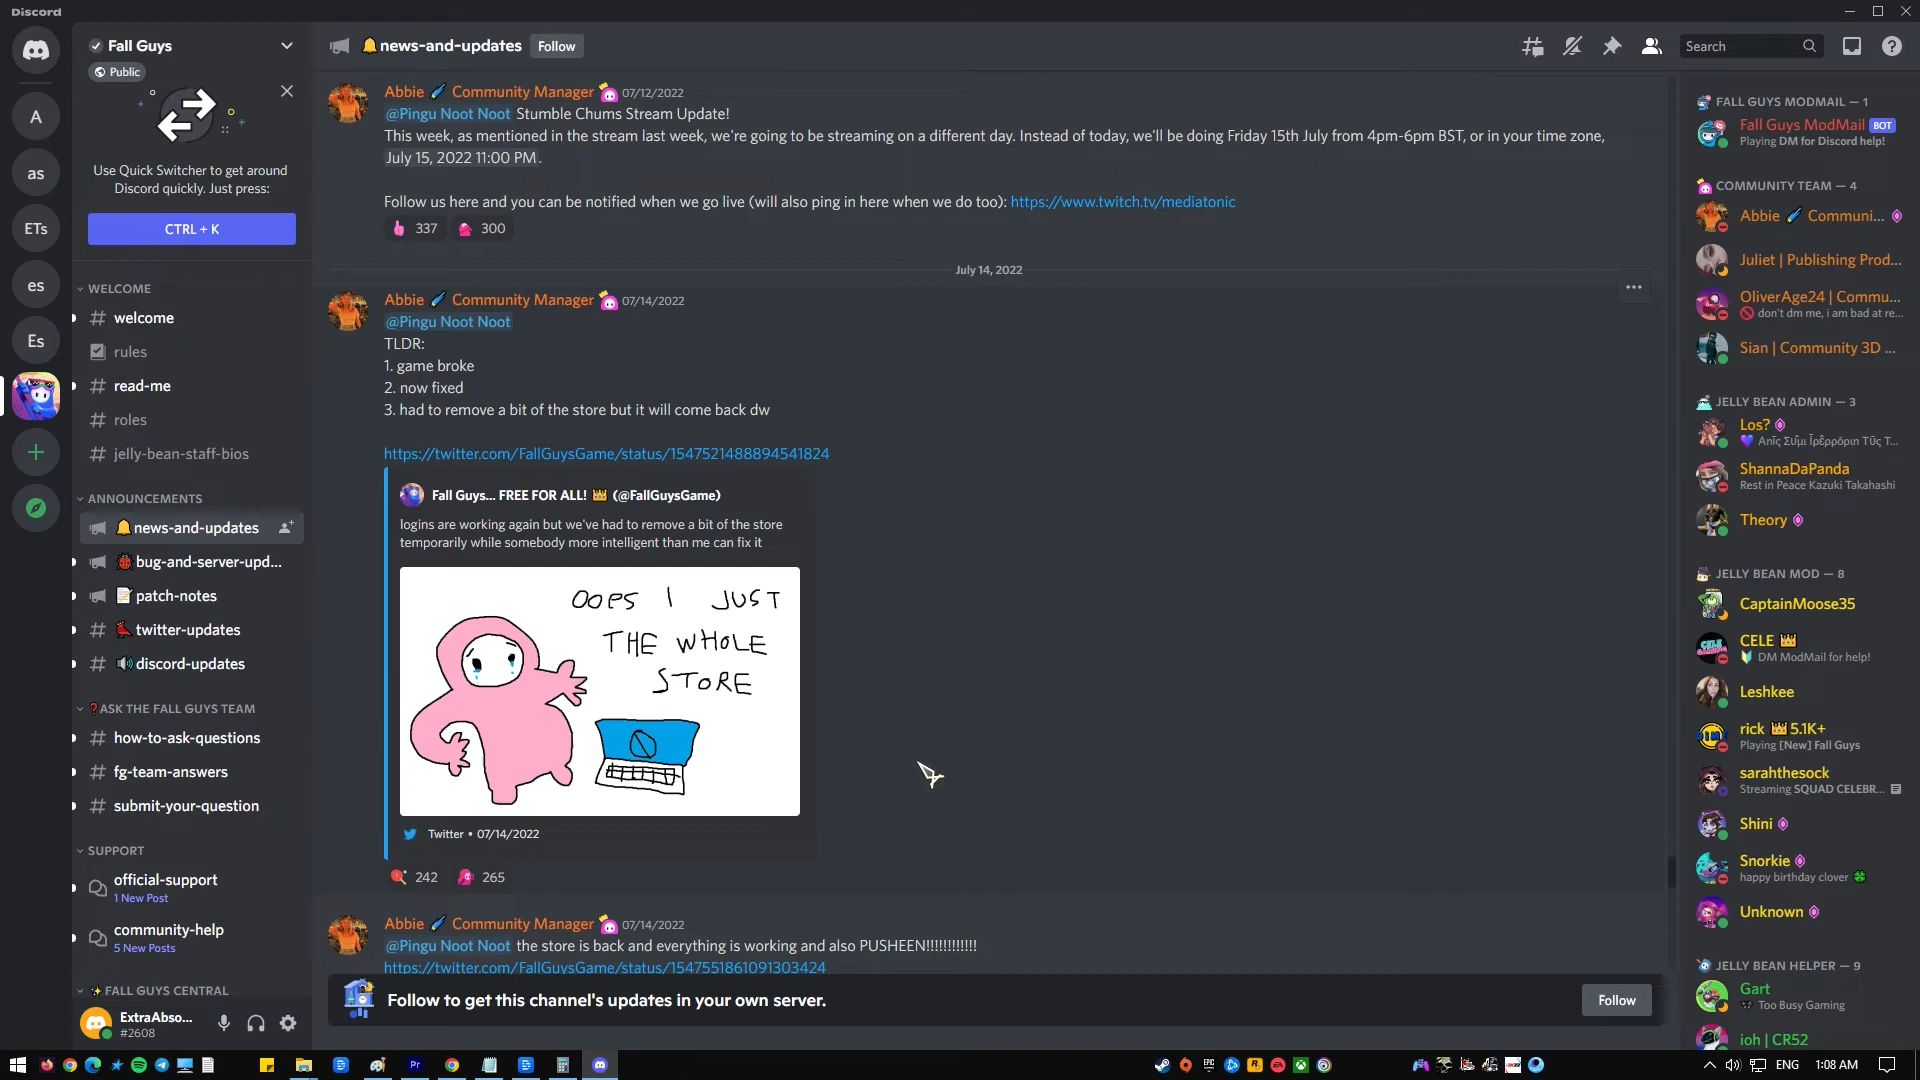 Discord
Fall Guys
Public
Use Quick Switcher to get around
Discord quickly. Just press:
CTRL + K
WELCOME
welcome
rules
read-me
roles
jelly-bean-staff-bios
ANNOUNCEMENTS
news-and-updates
bug-and-server-upd...
patch-notes
twitter-updates
discord-updates
ASK THE FALL GUYS TEAM
how-to-ask-questions
fg-team-answers
submit-your-question
SUPPORT
official-support
1 New Post
community-help
5 New Posts
FALL GUYS CENTRAL
ExtraAbso...
#2608
A
as
ETs
es
Es
news-and-updates
Follow
Search
Abbie Community Manager 07/12/2022
@Pingu Noot Noot Stumble Chums Stream Update!
This week, as mentioned in the stream last week, we're going to be streaming on a different day. Instead of today, we'll be doing Friday 15th July from 4pm-6pm BST, or in your time zone,
July 15, 2022 11:00 PM.
Follow us here and you can be notified when we go live (will also ping in here when we do too): https://www.twitch.tv/mediatonic
337 300
July 14, 2022
Abbie Community Manager 07/14/2022
@Pingu Noot Noot
TLDR:
1. game broke
2. now fixed
3. had to remove a bit of the store but it will come back dw
https://twitter.com/FallGuysGame/status/1547521488894541824
Fall Guys... FREE FOR ALL! (@FallGuysGame)
logins are working again but we've had to remove a bit of the store
temporarily while somebody more intelligent than me can fix it
OOPS I JUST
THE WHOLE
STORE
Twitter • 07/14/2022
242 265
Abbie Community Manager 07/14/2022
@Pingu Noot Noot the store is back and everything is working and also PUSHEEN!!!!!!!!!!!!
https://twitter.com/FallGuysGame/status/1547551861091303424
Follow to get this channel's updates in your own server.
Follow
FALL GUYS MODMAIL — 1
Fall Guys ModMail BOT
Playing DM for Discord help!
COMMUNITY TEAM — 4
Abbie Communi...
Juliet | Publishing Prod...
OliverAge24 | Commu...
don't dm me, i am bad at re...
Sian | Community 3D ...
JELLY BEAN ADMIN — 3
Los?
ShannaDaPanda
Rest in Peace Kazuki Takahashi
Theory
JELLY BEAN MOD — 8
CaptainMoose35
CELE
DM ModMail for help!
Leshkee
rick 5.1K+
Playing [New] Fall Guys
sarahthesock
Streaming SQUAD CELEBR...
Shini
Snorkie
happy birthday clover
Unknown
JELLY BEAN HELPER — 9
Gart
Too Busy Gaming
ioh | CR52
ENG
1:08 AM